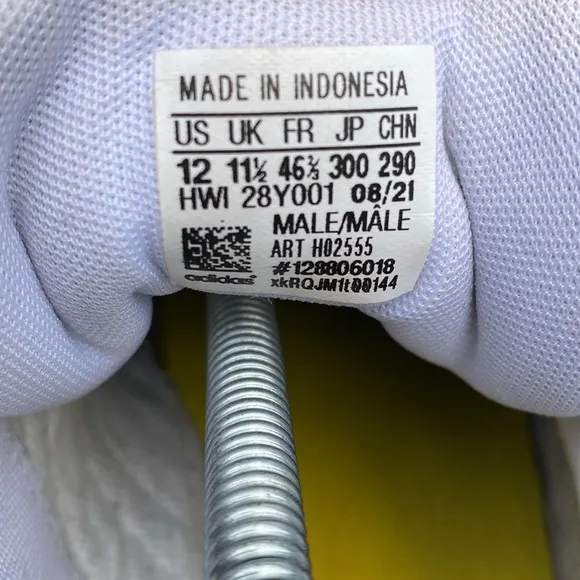 MADE IN INDONESIA
US UK FR JP CHN
12 11½ 46⅔ 300 290
HWI 28Y001 08/21
MALE/MÂLE
ART H02555
#128806018
adidas